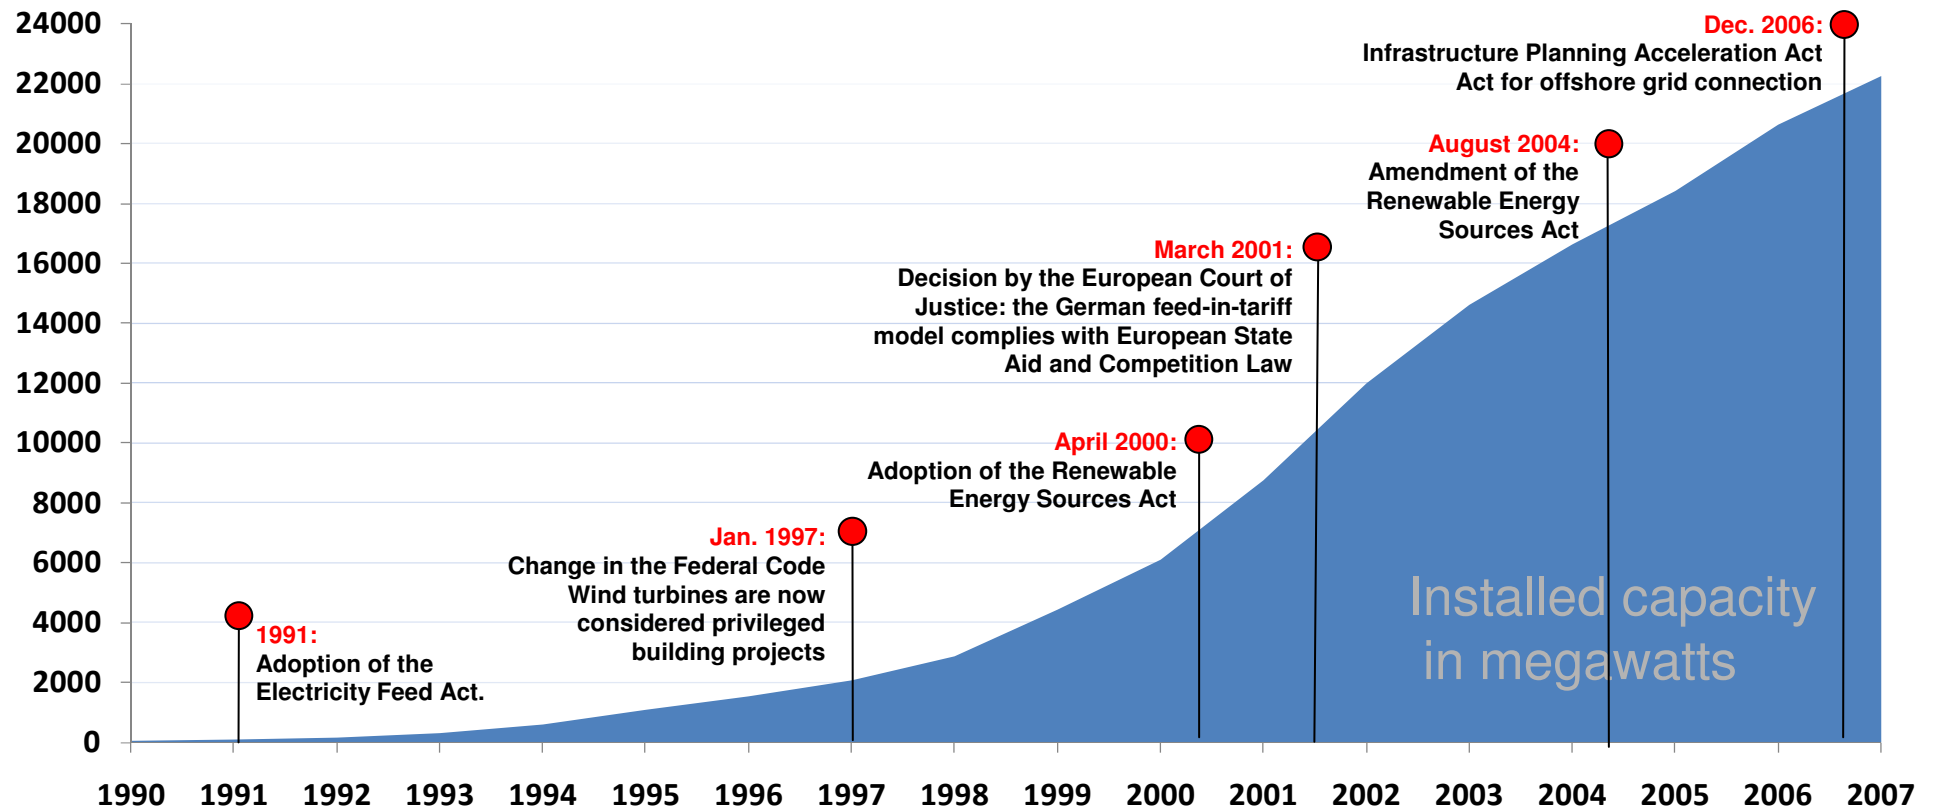 24000
22000
20000
18000
16000
14000
12000
10000
8000
6000
4000
2000
0
1990 1991 1992 1993 1994 1995 1996 1997 1998 1999 2000 2001 2002 2003 2004 2005 2006 2007
1991:
Adoption of the
Electricity Feed Act.
Jan. 1997:
Change in the Federal Code
Wind turbines are now
considered privileged
building projects
April 2000:
Adoption of the Renewable
Energy Sources Act
March 2001:
Decision by the European Court of
Justice: the German feed-in-tariff
model complies with European State
Aid and Competition Law
August 2004:
Amendment of the
Renewable Energy
Sources Act
Dec. 2006:
Infrastructure Planning Acceleration Act
Act for offshore grid connection
Installed capacity
in megawatts